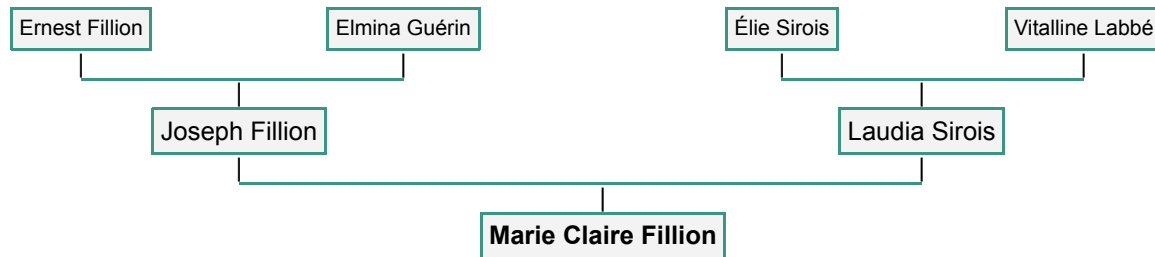 Ernest Fillion
Elmina Guérin
Élie Sirois
Vitalline Labbé
Joseph Fillion
Laudia Sirois
Marie Claire Fillion